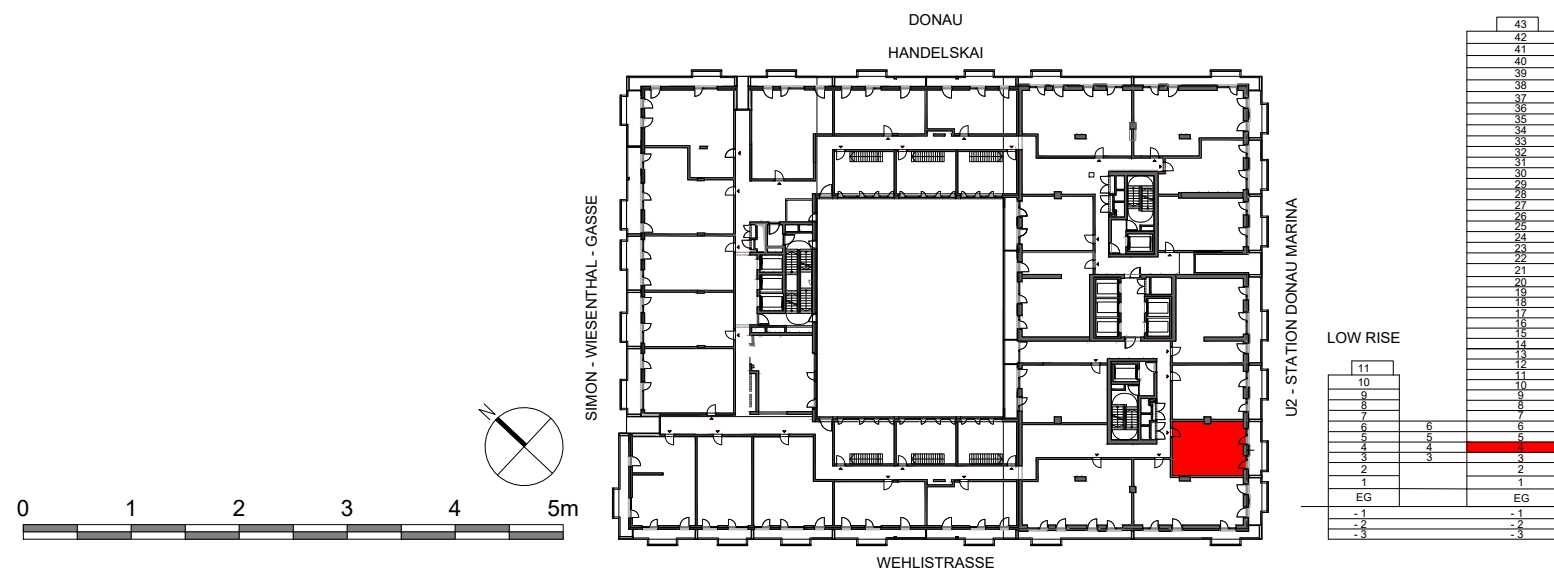 DONAU
HANDELSKAI
SIMON - WIESENTHAL - GASSE
U2 - STATION DONAU MARINA
WEHLISTRASSE
N
0 1 2 3 4 5m
LOW RISE
43
42
41
40
39
38
37
36
35
34
33
32
31
30
29
28
27
26
25
24
23
22
21
20
19
18
17
16
15
14
13
12
11 11
10 10
9 9
8 8
7 7
6 6 6
5 5 5
4 4 4
3 3 3
2 2
1 1
EG EG
- 1 - 1
- 2 - 2
- 3 - 3